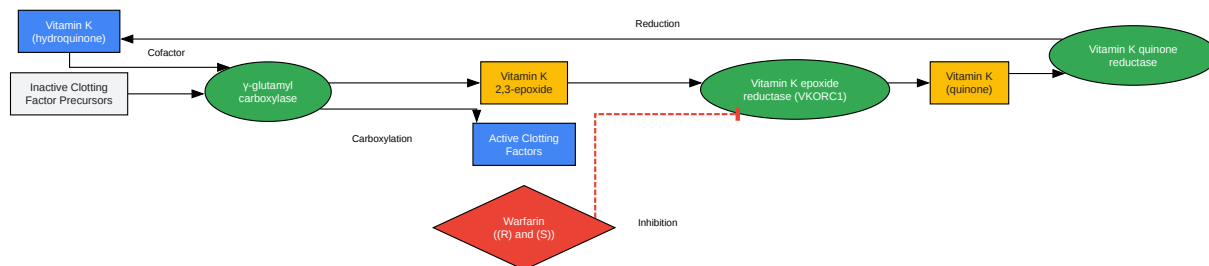 Vitamin K
(hydroquinone)
Reduction
Cofactor
Vitamin K quinone
reductase
Inactive Clotting
Factor Precursors
γ-glutamyl
carboxylase
Vitamin K
2,3-epoxide
Vitamin K epoxide
reductase (VKORC1)
Vitamin K
(quinone)
Carboxylation
Active Clotting
Factors
Warfarin
((R) and (S))
Inhibition